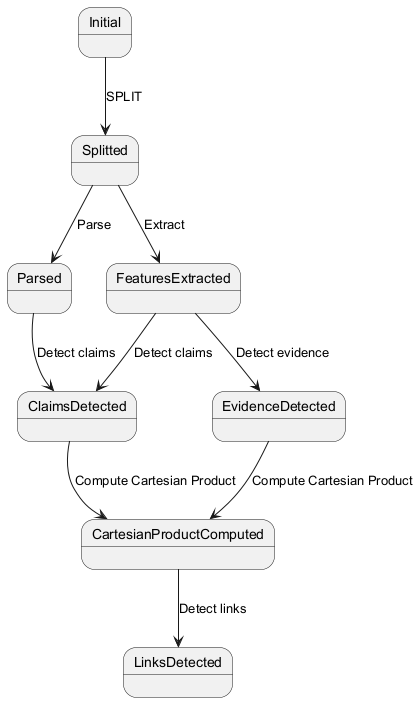 Initial
SPLIT
Splitted
Parse
Extract
Parsed
FeaturesExtracted
Detect claims
Detect claims
Detect evidence
ClaimsDetected
EvidenceDetected
Compute Cartesian Product
Compute Cartesian Product
CartesianProductComputed
Detect links
LinksDetected